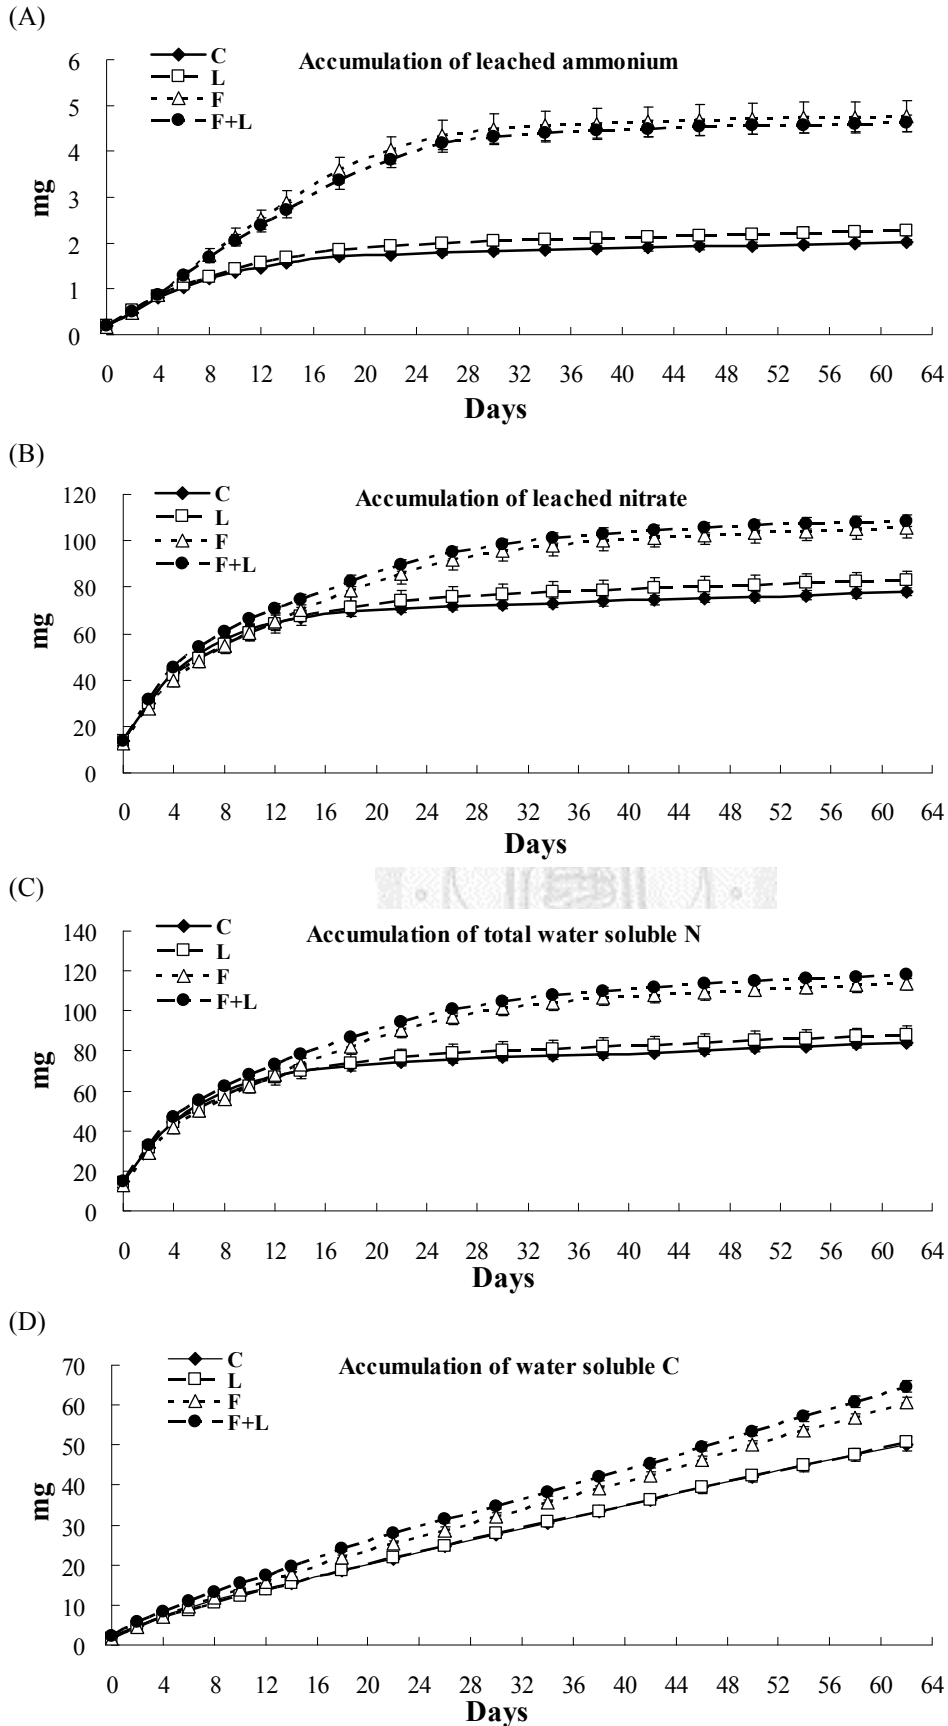 (A)
Accumulation of leached ammonium
C
L
F
F+L
6
5
4
3
2
1
0
mg
0 4 8 12 16 20 24 28 32 36 40 44 48 52 56 60 64
Days
(B)
Accumulation of leached nitrate
C
L
F
F+L
120
100
80
60
40
20
0
mg
0 4 8 12 16 20 24 28 32 36 40 44 48 52 56 60 64
Days
(C)
Accumulation of total water soluble N
C
L
F
F+L
140
120
100
80
60
40
20
0
mg
0 4 8 12 16 20 24 28 32 36 40 44 48 52 56 60 64
Days
(D)
Accumulation of water soluble C
C
L
F
F+L
70
60
50
40
30
20
10
0
mg
0 4 8 12 16 20 24 28 32 36 40 44 48 52 56 60 64
Days